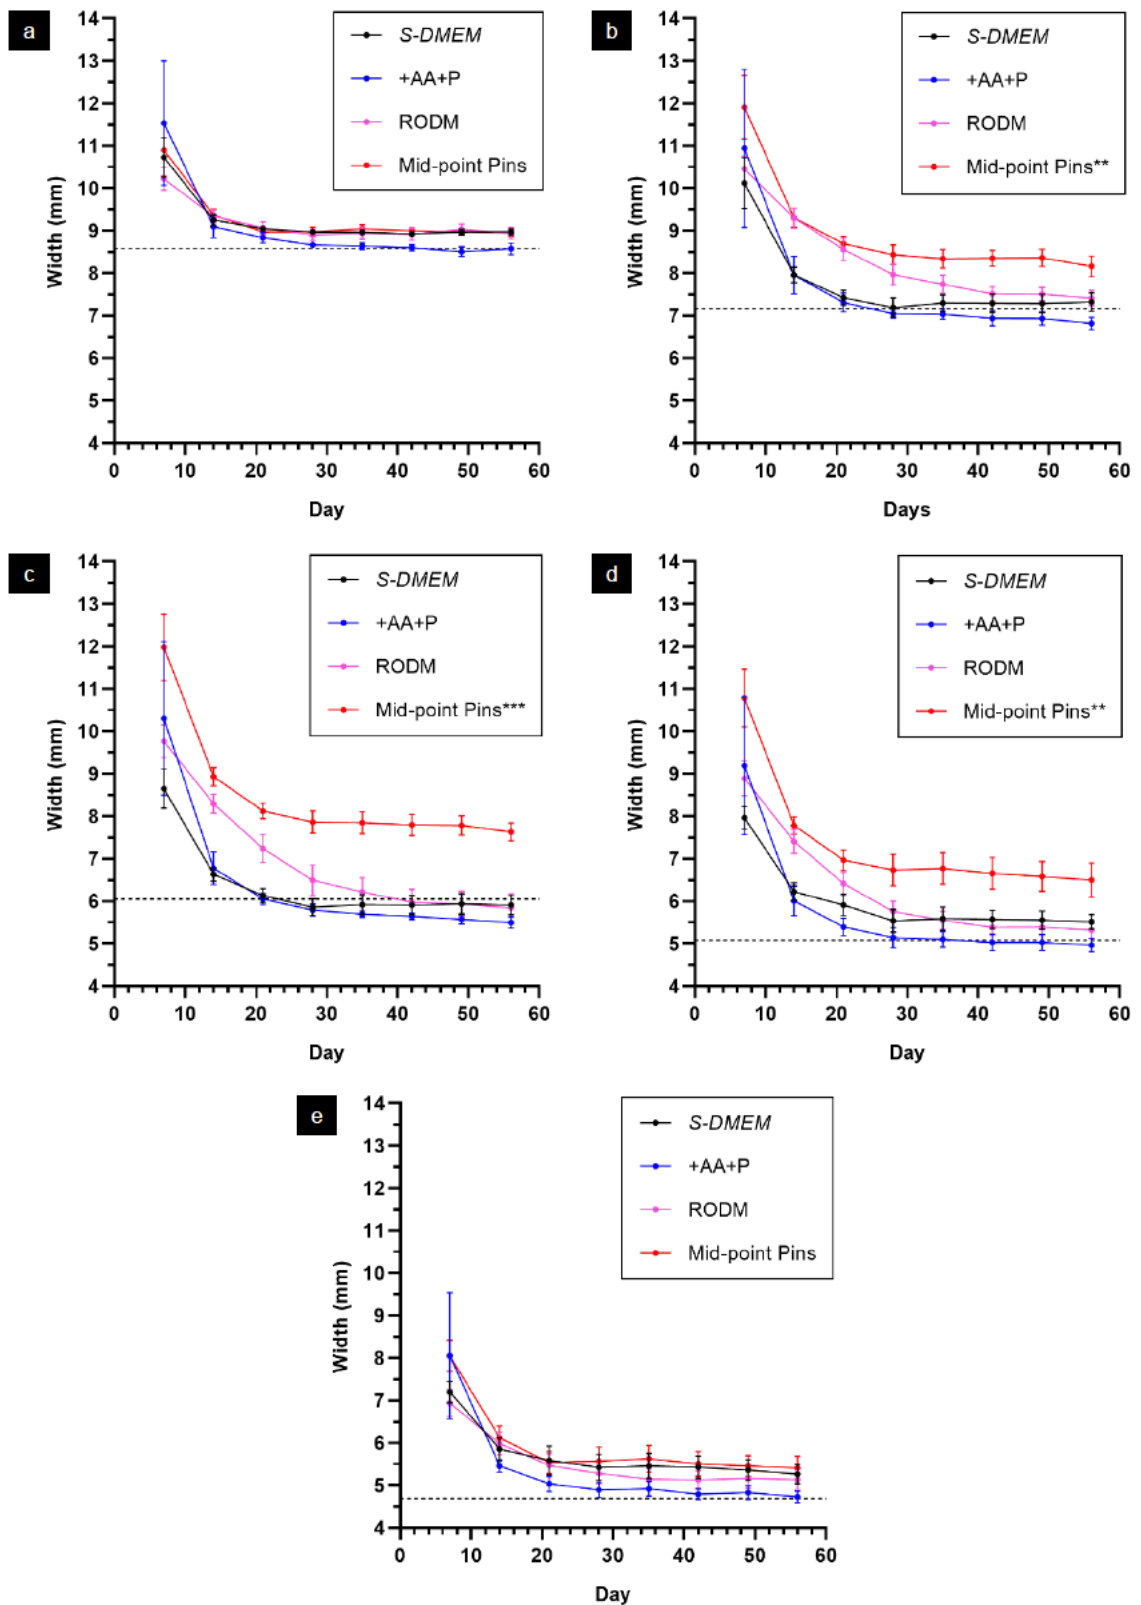 a
14
13
12
11
10
9
8
7
6
5
4
Width (mm)
0 10 20 30 40 50 60
Day
S-DMEM
+AA+P
RODM
Mid-point Pins
b
14
13
12
11
10
9
8
7
6
5
4
Width (mm)
0 10 20 30 40 50 60
Days
S-DMEM
+AA+P
RODM
Mid-point Pins**
c
14
13
12
11
10
9
8
7
6
5
4
Width (mm)
0 10 20 30 40 50 60
Day
S-DMEM
+AA+P
RODM
Mid-point Pins***
d
14
13
12
11
10
9
8
7
6
5
4
Width (mm)
0 10 20 30 40 50 60
Day
S-DMEM
+AA+P
RODM
Mid-point Pins**
e
14
13
12
11
10
9
8
7
6
5
4
Width (mm)
0 20 30 40 50 60
Day
S-DMEM
+AA+P
RODM
Mid-point Pins